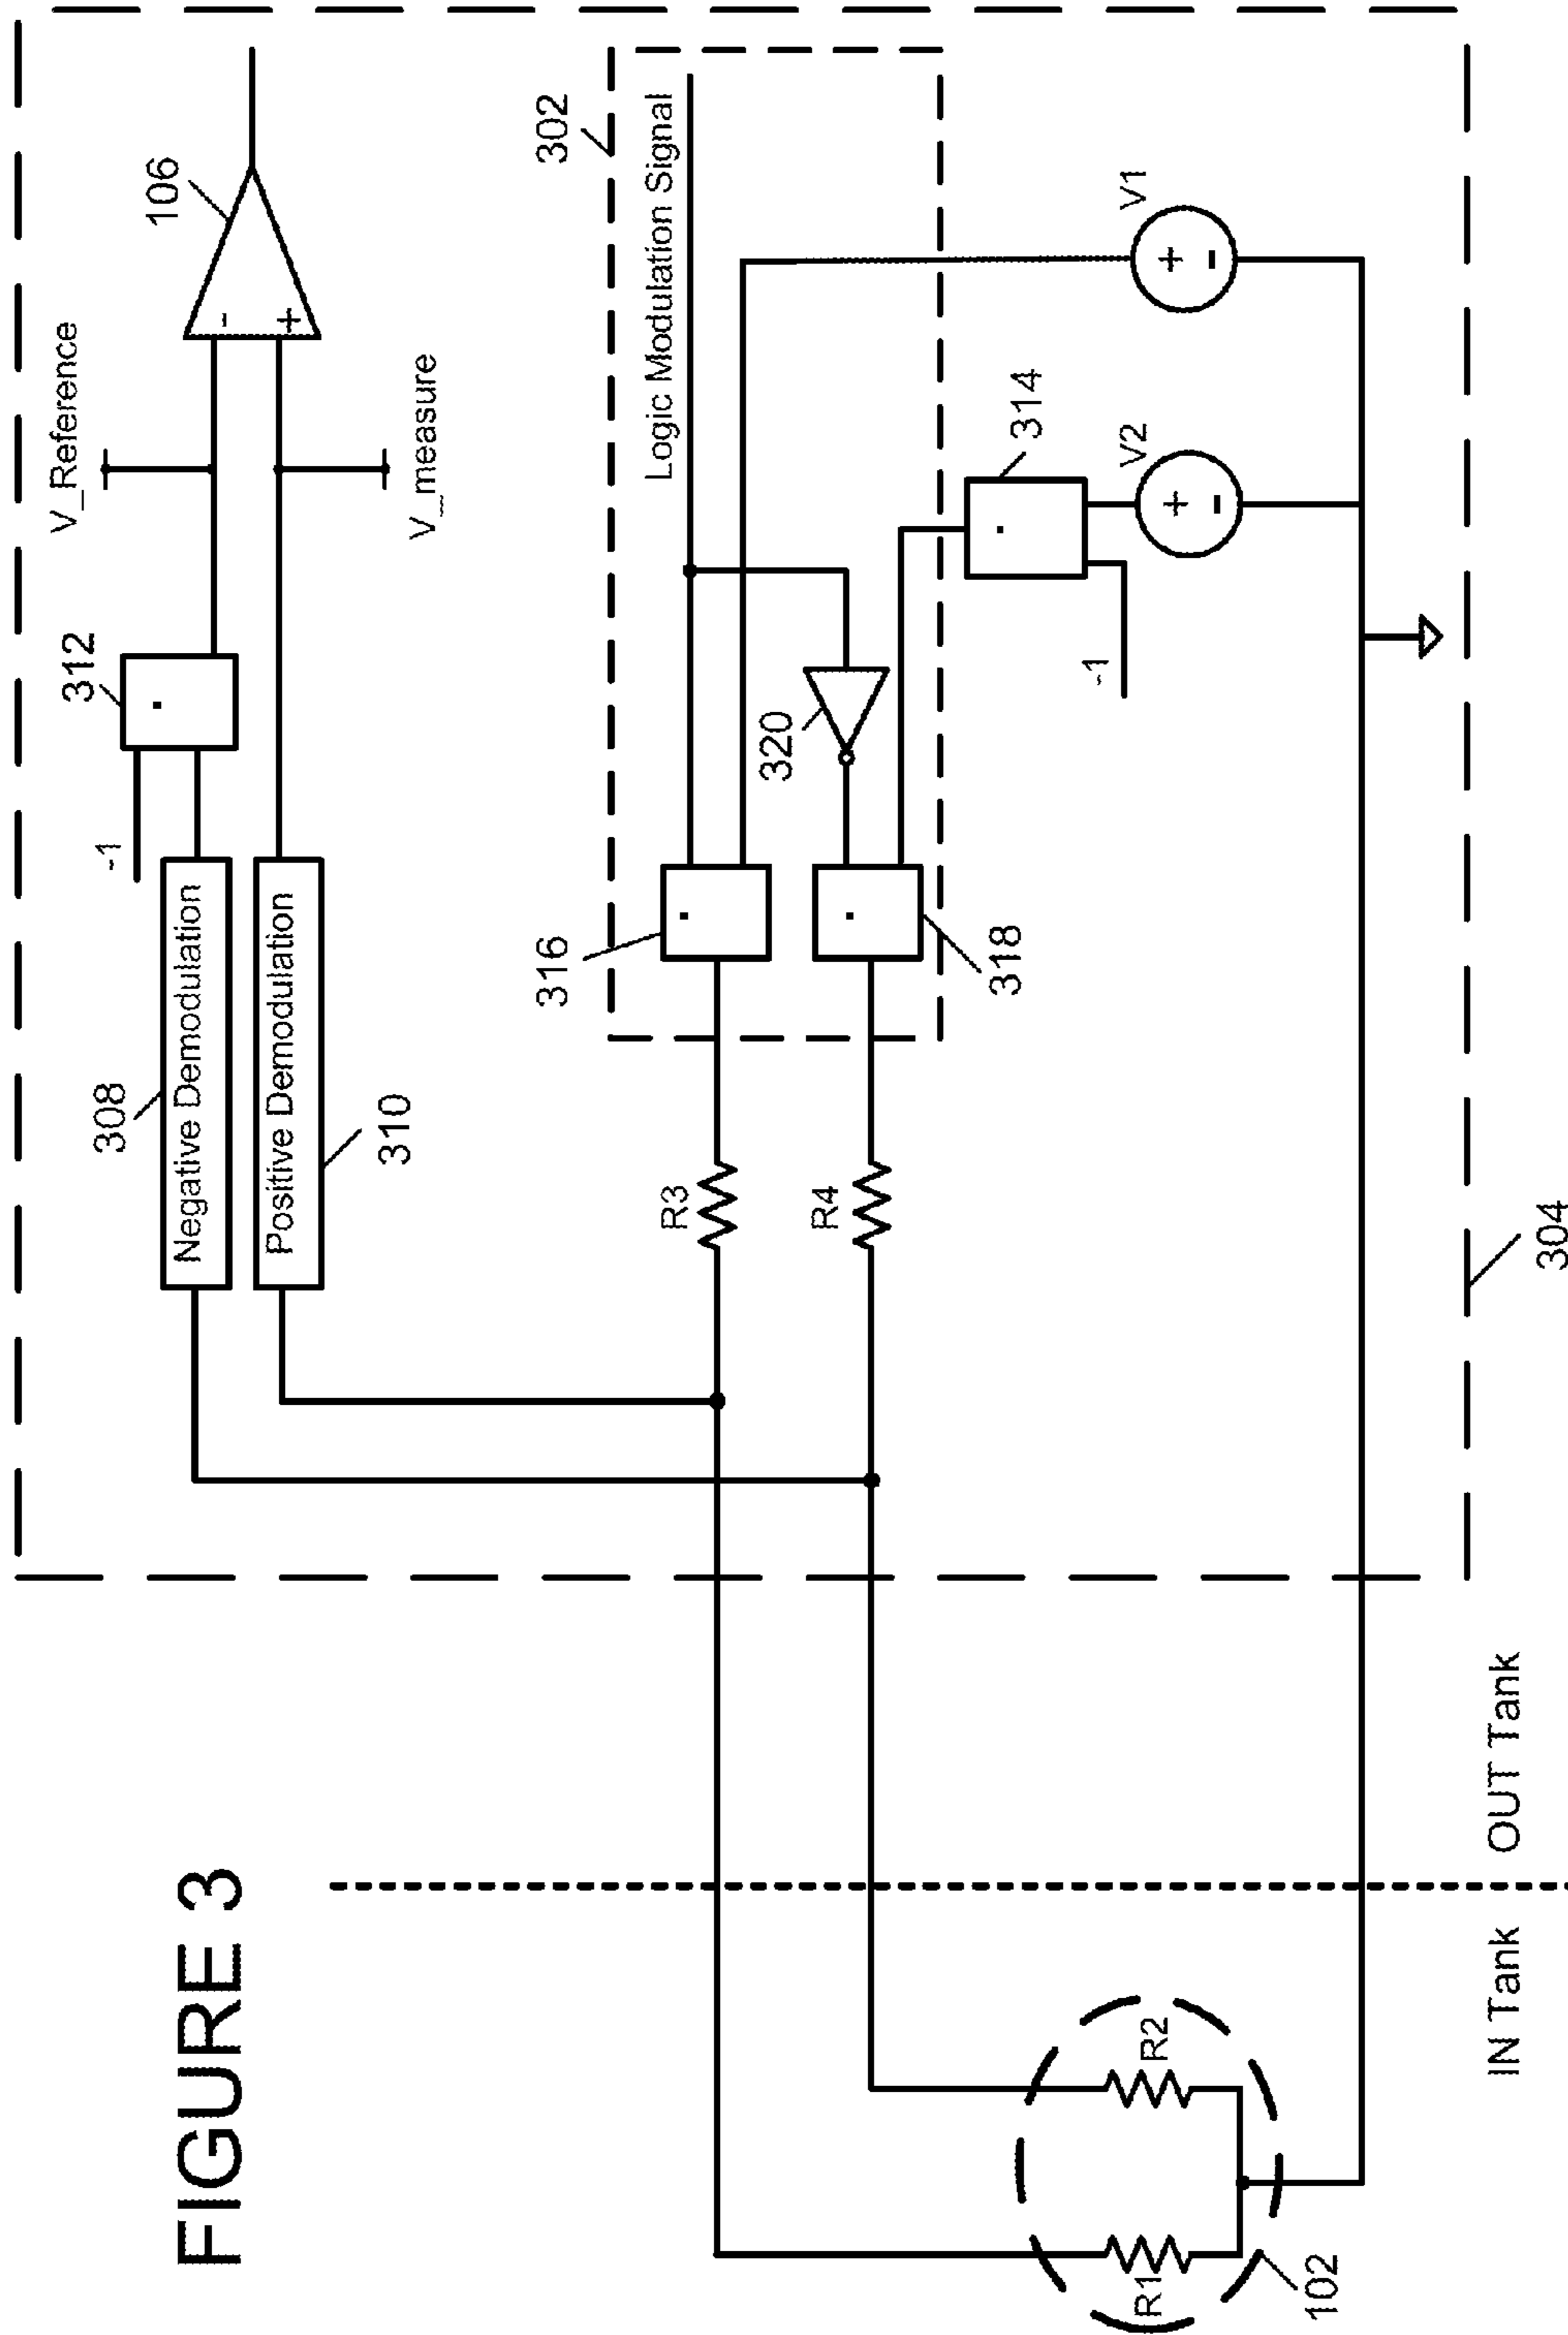 FIGURE 3
V_Reference
106
312
-1
-
+
308
Negative Demodulation
Positive Demodulation
310
V_measure
302
Logic Modulation Signal
316
320
318
R3
R4
314
-1
V2
+
-
V1
+
-
R1
R2
102
IN Tank
OUT Tank
304